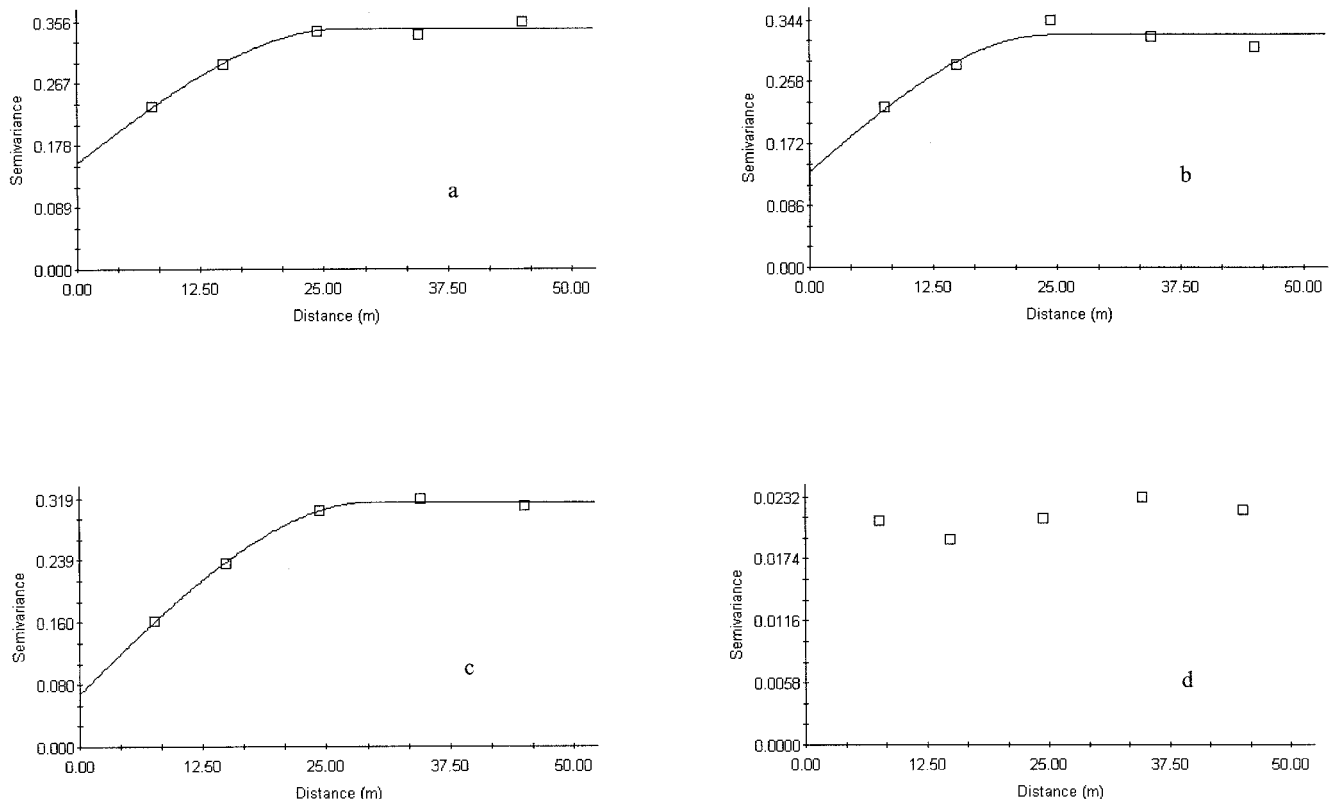 0.356
0.267
0.178
0.089
0.000
Semivariance
0.00 12.50 25.00 37.50 50.00
Distance (m)
a
0.344
0.258
0.172
0.086
0.000
Semivariance
0.00 12.50 25.00 37.50 50.00
Distance (m)
b
0.319
0.239
0.160
0.080
0.000
Semivariance
0.00 12.50 25.00 37.50 50.00
Distance (m)
c
0.0232
0.0174
0.0116
0.0058
0.0000
Semivariance
0.00 12.50 25.00 37.50 50.00
Distance (m)
d